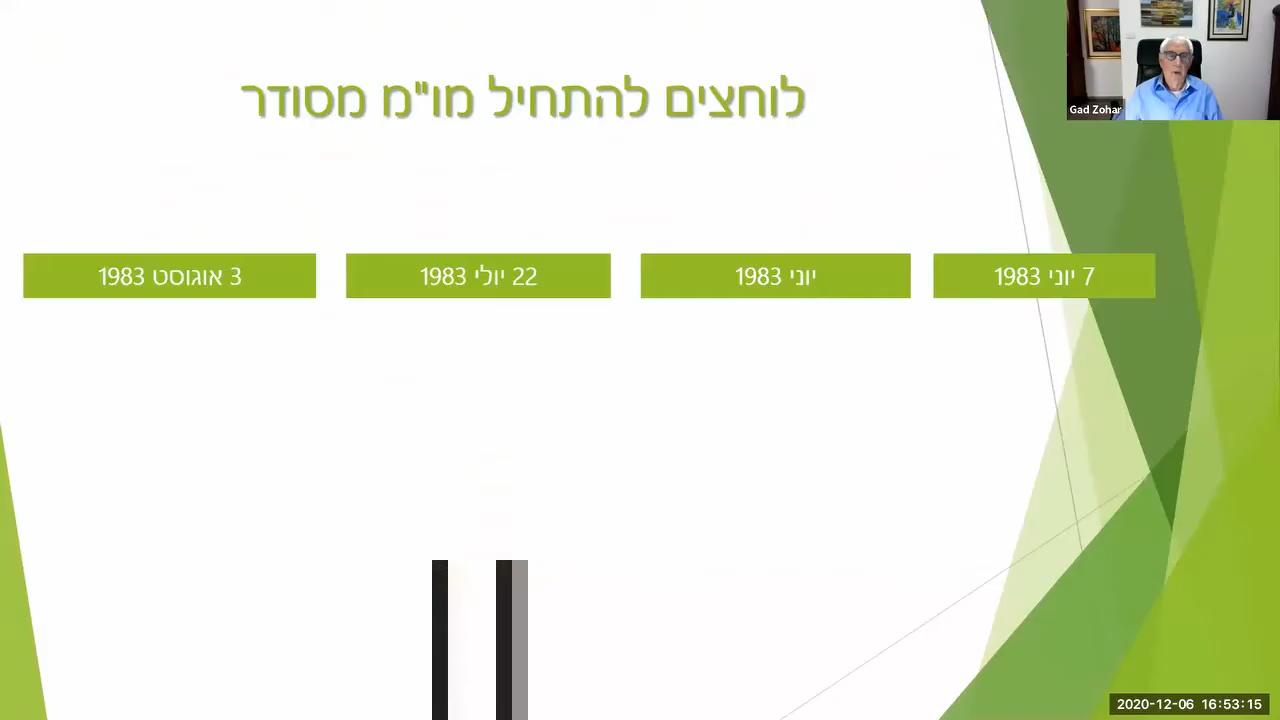 לוחצים להתחיל מו"מ מסודר
7 יוני 1983
יוני 1983
22 יולי 1983
3 אוגוסט 1983
Gad Zohar
2020-12-06 16:53:15